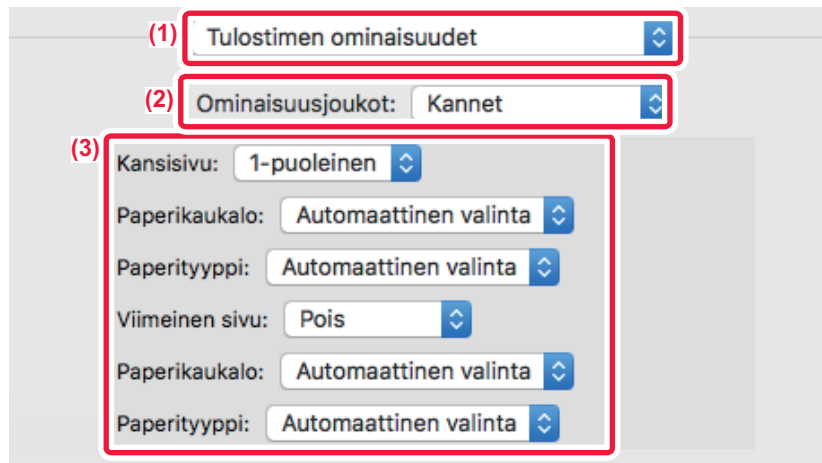 (1) Tulostimen ominaisuudet
(2) Ominaisuusjoukot: Kannet
(3)
Kansisivu: 1-puoleinen
Paperikaukalo: Automaattinen valinta
Paperityyppi: Automaattinen valinta
Viimeinen sivu: Pois
Paperikaukalo: Automaattinen valinta
Paperityyppi: Automaattinen valinta